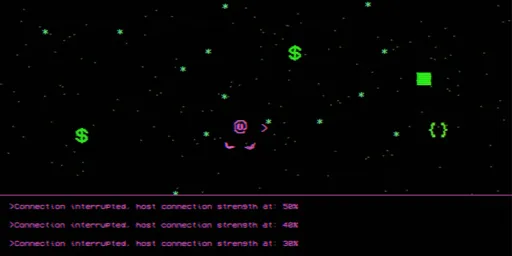 $
$
@ >
{}
>Connection interrupted, host connection strength at: 50%
>Connection interrupted, host connection strength at: 40%
>Connection interrupted, host connection strength at: 30%